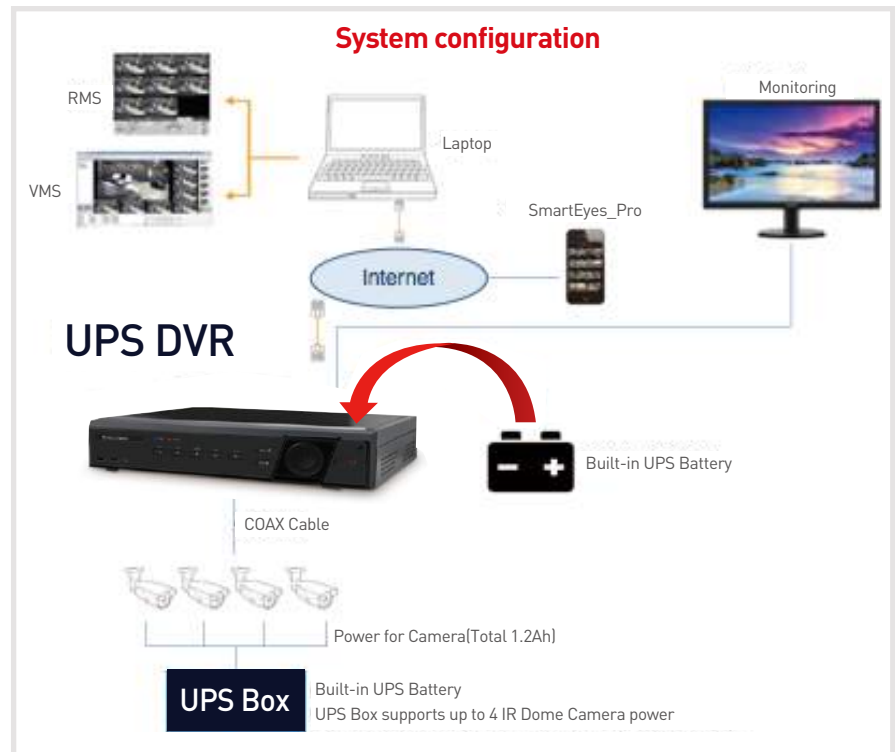 System configuration
RMS
VMS
Laptop
Monitoring
SmartEyes_Pro
Internet
UPS DVR
Built-in UPS Battery
COAX Cable
Power for Camera(Total 1.2Ah)
UPS Box
Built-in UPS Battery
UPS Box supports up to 4 IR Dome Camera power